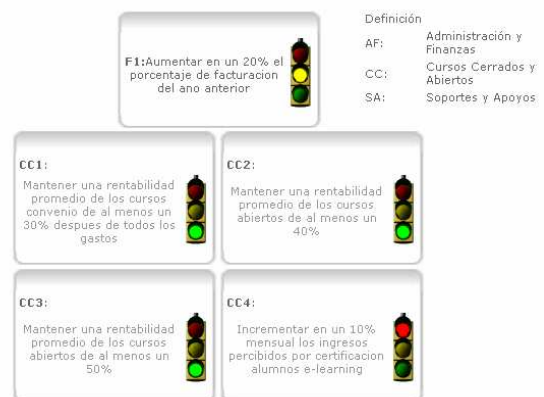 F1:Aumentar en un 20% el
porcentaje de facturacion
del ano anterior
Definición
AF: Administración y
Finanzas
CC: Cursos Cerrados y
Abiertos
SA: Soportes y Apoyos
CC1:
Mantener una rentabilidad
promedio de los cursos
convenio de al menos un
30% despues de todos los
gastos
CC2:
Mantener una rentabilidad
promedio de los cursos
abiertos de al menos un
40%
CC3:
Mantener una rentabilidad
promedio de los cursos
abiertos de al menos un
50%
CC4:
Incrementar en un 10%
mensual los ingresos
percibidos por certificacion
alumnos e-learning